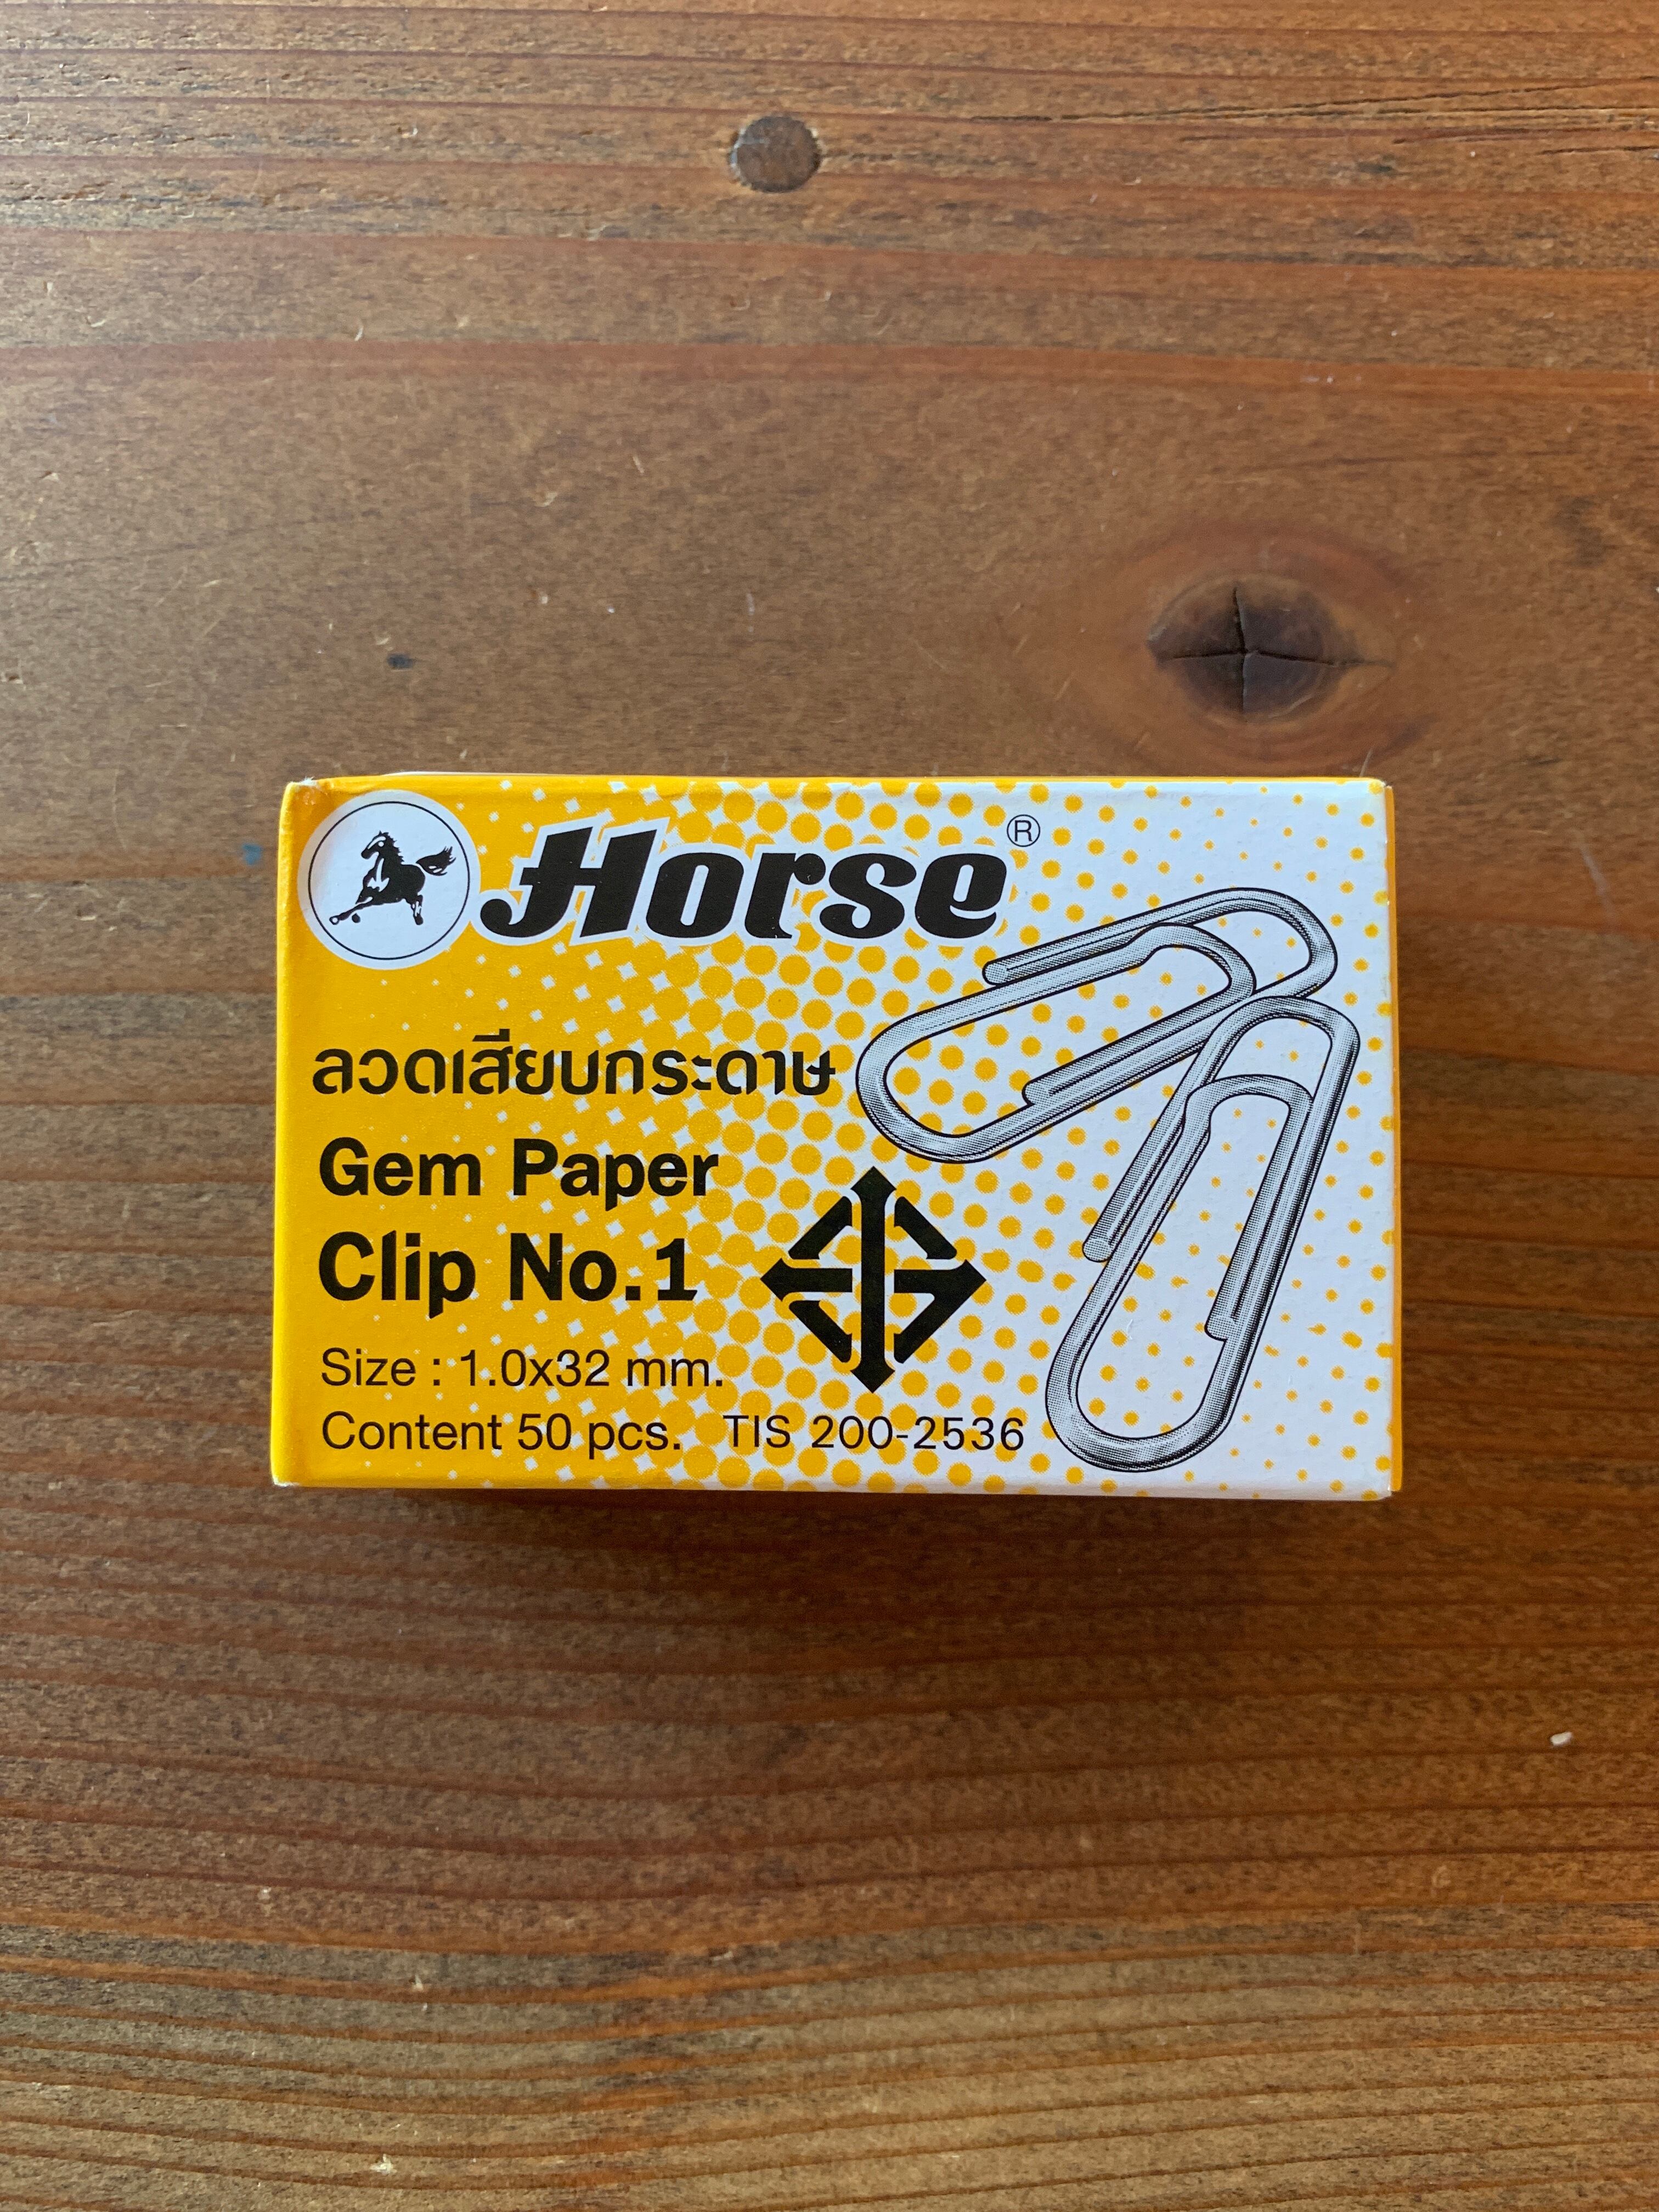 Horse®
ลวดเสียบกระดาษ
Gem Paper
Clip No.1
Size : 1.0x32 mm.
Content 50 pcs. TIS 200-2536